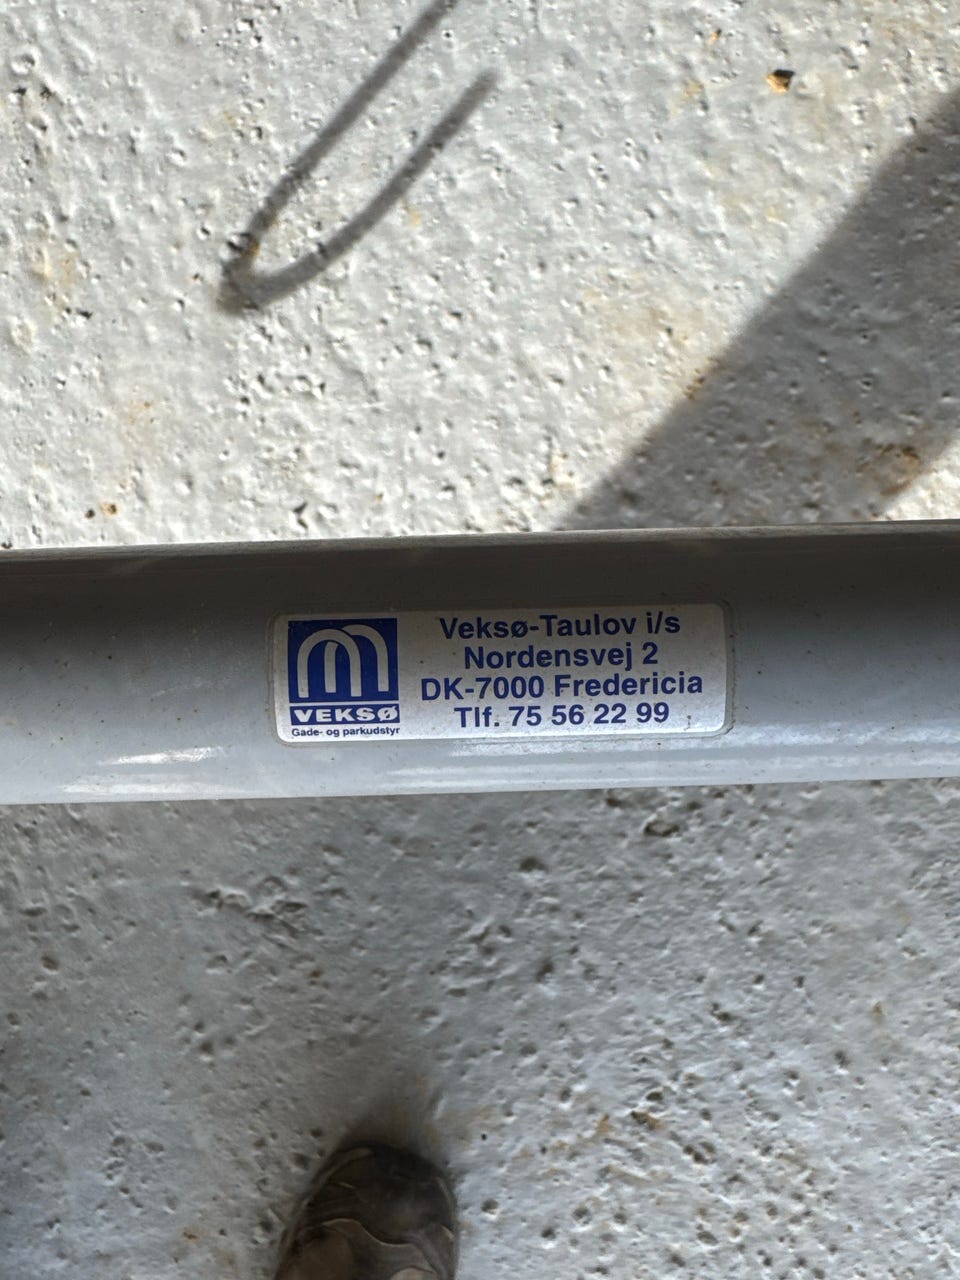 VEKSØ
Gade- og parkudstyr
Veksø-Taulov i/s
Nordensvej 2
DK-7000 Fredericia
Tlf. 75 56 22 99